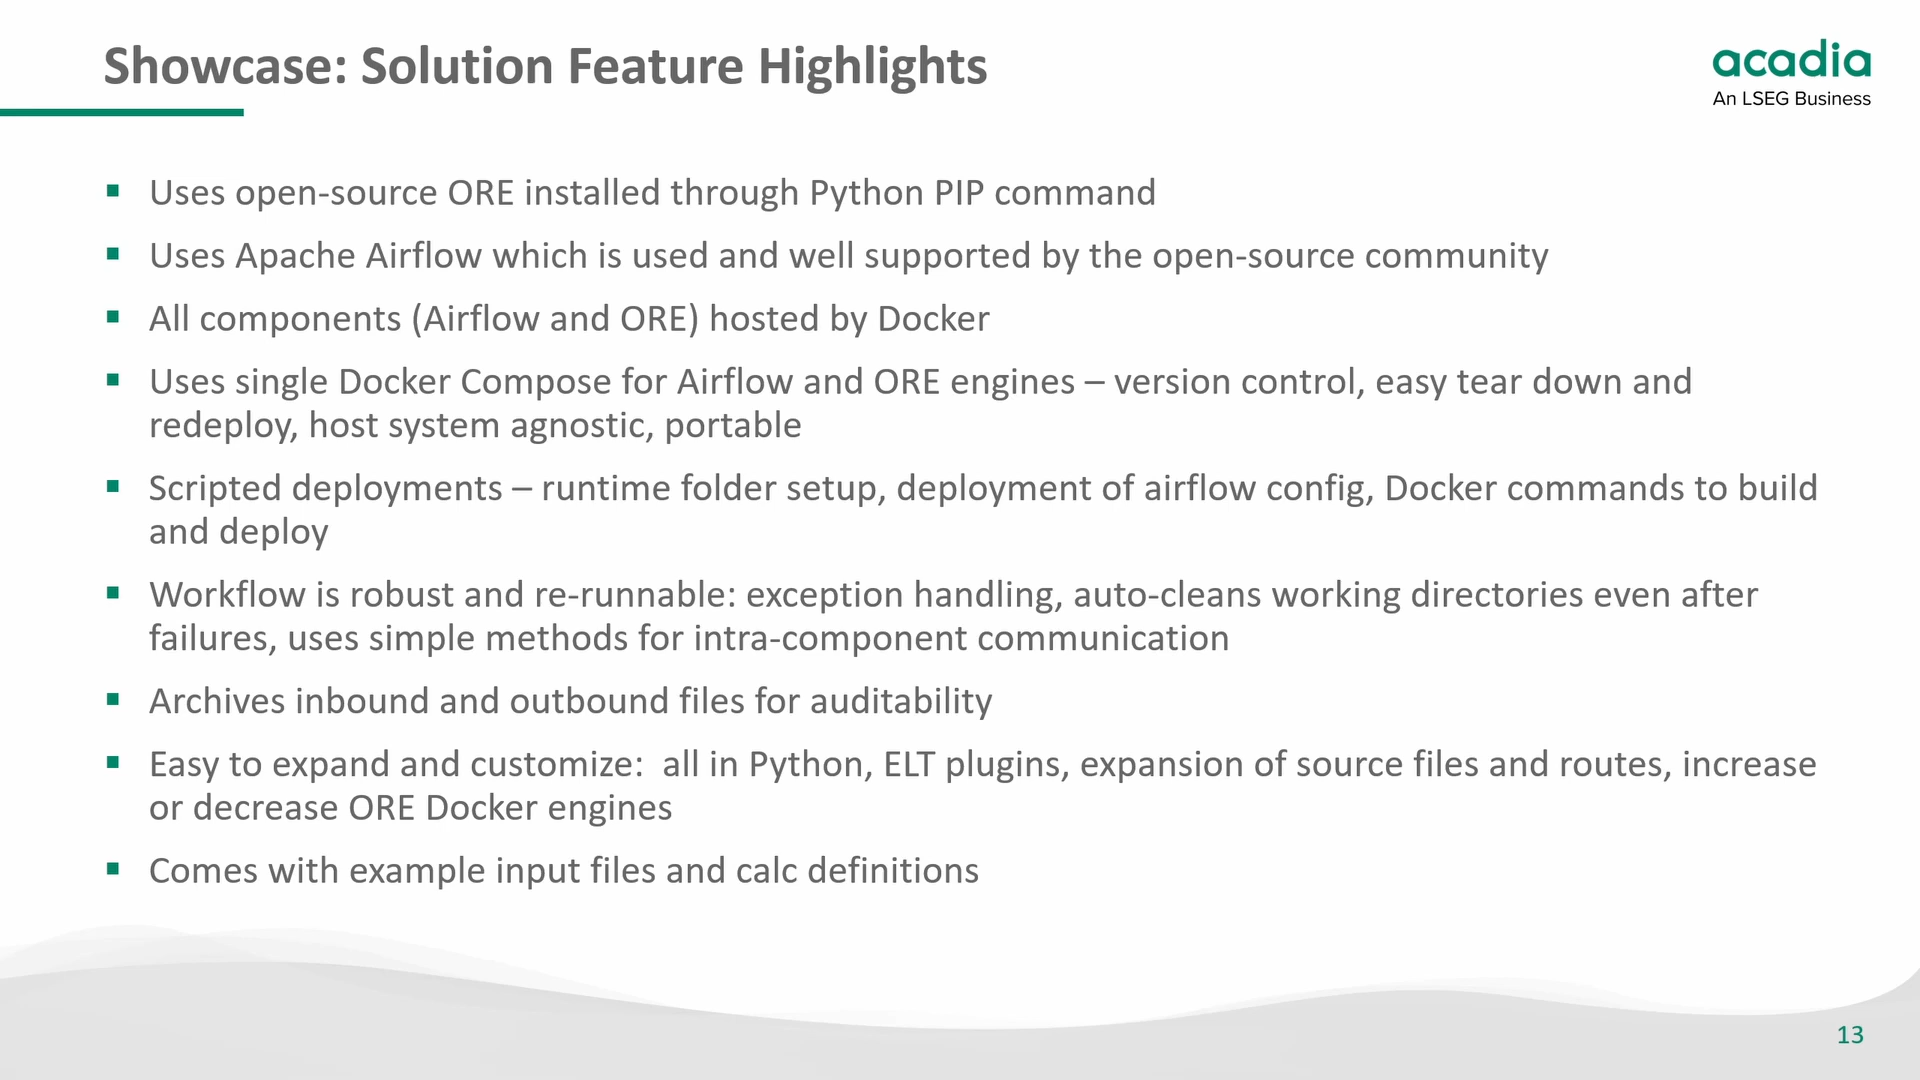 Showcase: Solution Feature Highlights
acadia
An LSEG Business
Uses open-source ORE installed through Python PIP command
Uses Apache Airflow which is used and well supported by the open-source community
All components (Airflow and ORE) hosted by Docker
Uses single Docker Compose for Airflow and ORE engines – version control, easy tear down and
redeploy, host system agnostic, portable
Scripted deployments – runtime folder setup, deployment of airflow config, Docker commands to build
and deploy
Workflow is robust and re-runnable: exception handling, auto-cleans working directories even after
failures, uses simple methods for intra-component communication
Archives inbound and outbound files for auditability
Easy to expand and customize:  all in Python, ELT plugins, expansion of source files and routes, increase
or decrease ORE Docker engines
Comes with example input files and calc definitions
13